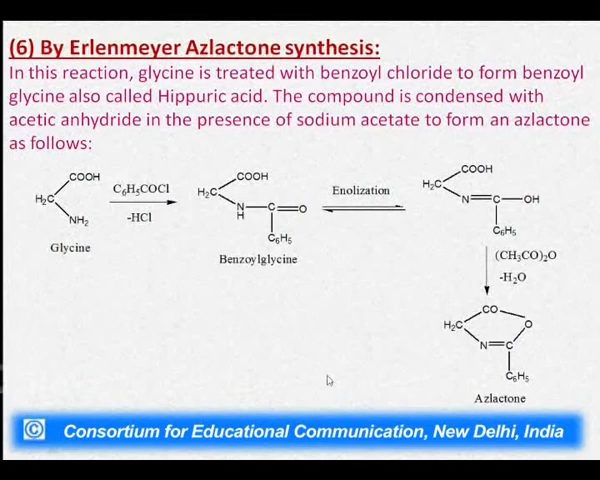 (6) By Erlenmeyer Azlactone synthesis:
In this reaction, glycine is treated with benzoyl chloride to form benzoyl
glycine also called Hippuric acid. The compound is condensed with
acetic anhydride in the presence of sodium acetate to form an azlactone
as follows:
COOH
H₂C
NH₂
Glycine
C₆H₅COCl
-HCl
COOH
H₂C
N
H
C
O
C₆H₅
Benzoylglycine
Enolization
COOH
H₂C
N
C
OH
C₆H₅
(CH₃CO)₂O
-H₂O
CO
H₂C
O
N
C
C₆H₅
Azlactone
© Consortium for Educational Communication, New Delhi, India